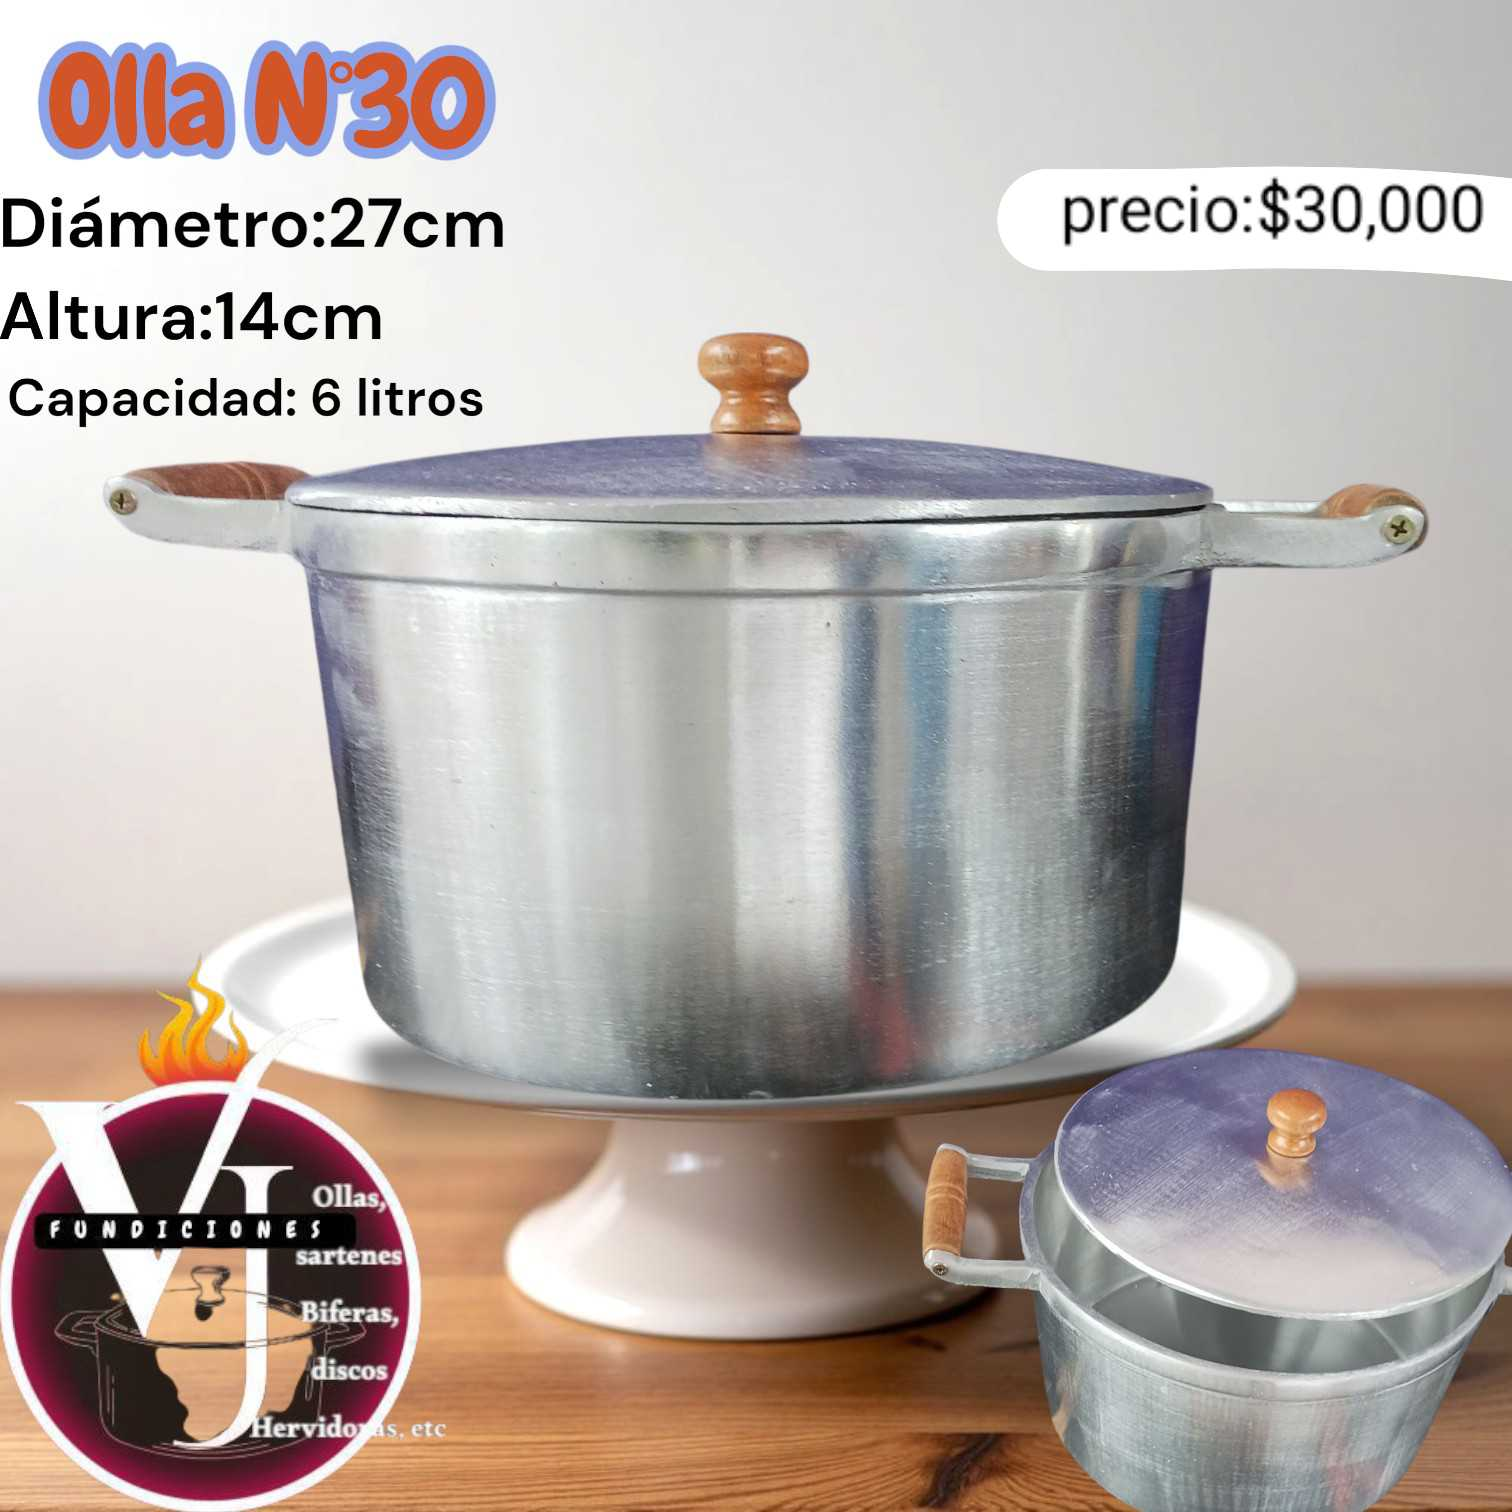 Olla N°30
Diámetro:27cm
Altura:14cm
Capacidad: 6 litros
precio:$30,000
VJ
FUNDICIONES
Ollas,
sartenes
Biferas,
discos
Hervidoras, etc